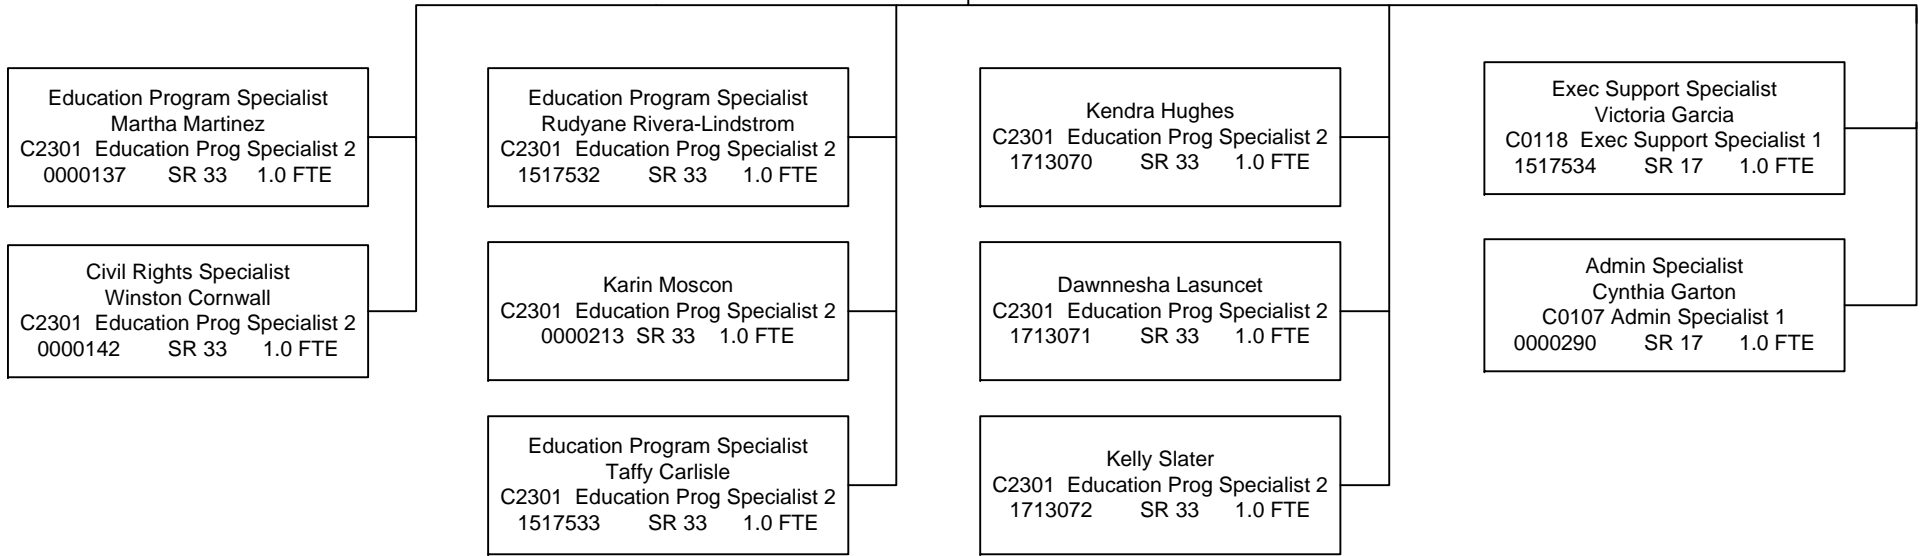 Education Program Specialist
Martha Martinez
C2301 Education Prog Specialist 2
0000137 SR 33 1.0 FTE
Civil Rights Specialist
Winston Cornwall
C2301 Education Prog Specialist 2
0000142 SR 33 1.0 FTE
Education Program Specialist
Rudyane Rivera-Lindstrom
C2301 Education Prog Specialist 2
1517532 SR 33 1.0 FTE
Karin Moscon
C2301 Education Prog Specialist 2
0000213 SR 33 1.0 FTE
Education Program Specialist
Taffy Carlisle
C2301 Education Prog Specialist 2
1517533 SR 33 1.0 FTE
Kendra Hughes
C2301 Education Prog Specialist 2
1713070 SR 33 1.0 FTE
Dawnnesha Lasuncet
C2301 Education Prog Specialist 2
1713071 SR 33 1.0 FTE
Kelly Slater
C2301 Education Prog Specialist 2
1713072 SR 33 1.0 FTE
Exec Support Specialist
Victoria Garcia
C0118 Exec Support Specialist 1
1517534 SR 17 1.0 FTE
Admin Specialist
Cynthia Garton
C0107 Admin Specialist 1
0000290 SR 17 1.0 FTE